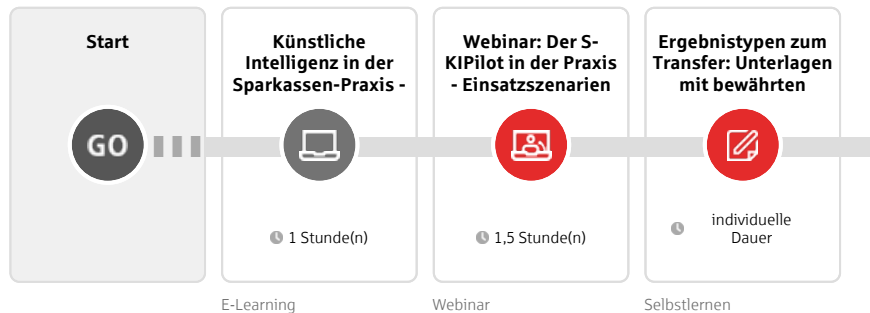 Start
GO
Künstliche
Intelligenz in der
Sparkassen-Praxis -
1 Stunde(n)
E-Learning
Webinar: Der S-
KIPilot in der Praxis
- Einsatzszenarien
1,5 Stunde(n)
Webinar
Ergebnistypen zum
Transfer: Unterlagen
mit bewährten
individuelle
Dauer
Selbstlernen